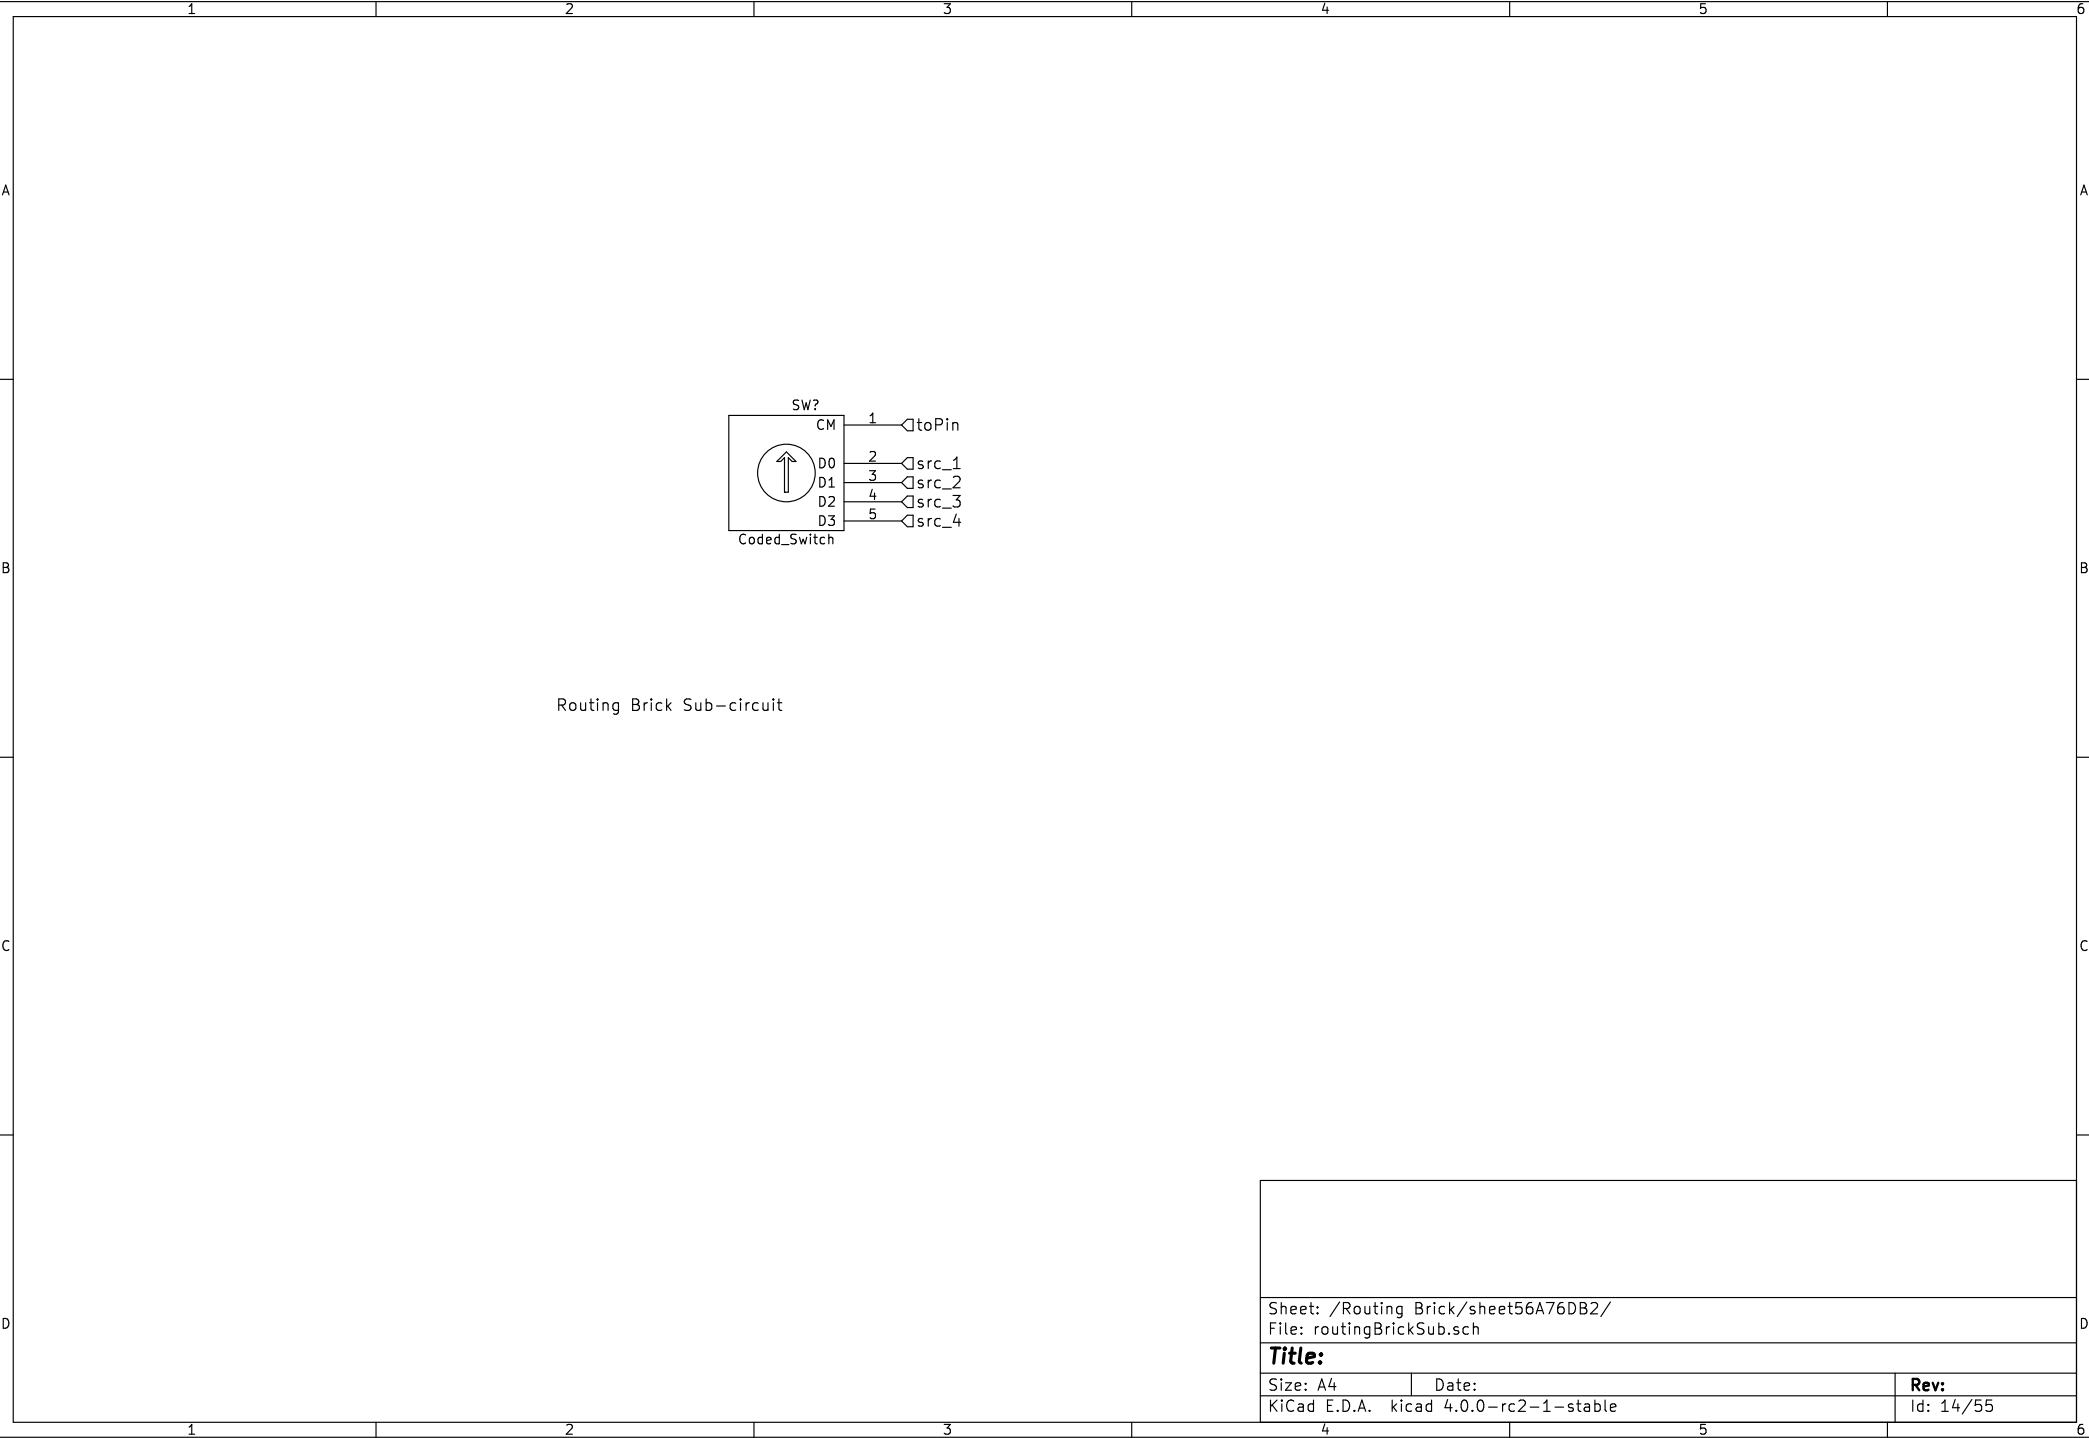 1 2 3 4 5 6
A A
SW?
CM 1 toPin
D0 2 src_1
D1 3 src_2
D2 4 src_3
D3 5 src_4
Coded_Switch
B B
Routing Brick Sub-circuit
C C
Sheet: /Routing Brick/sheet56A76DB2/
D D
File: routingBrickSub.sch
Title:
Size: A4 Date: Rev:
KiCad E.D.A. kicad 4.0.0-rc2-1-stable Id: 14/55
1 2 3 4 5 6